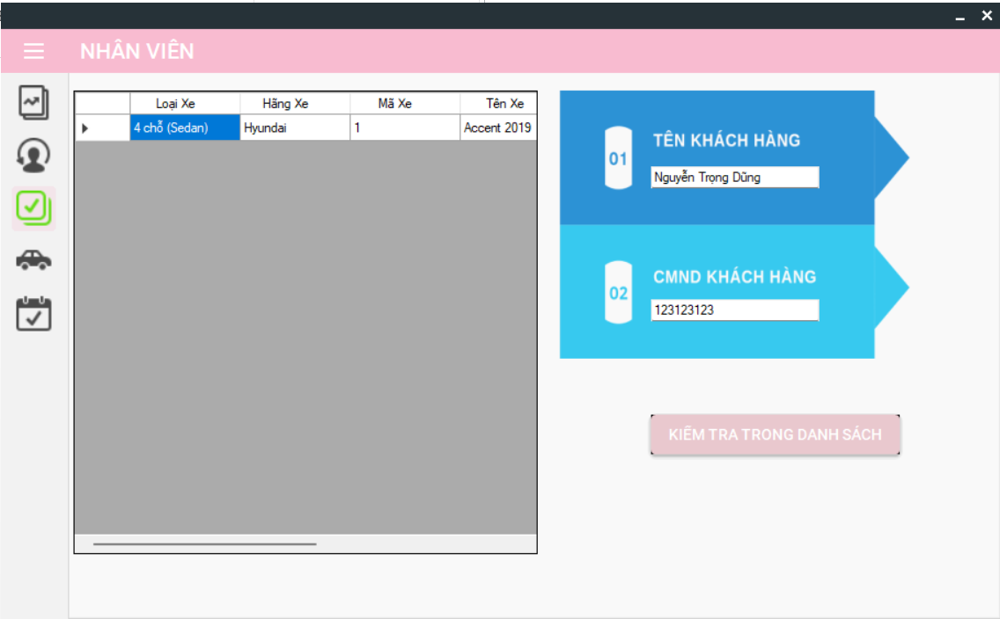 NHÂN VIÊN
Loại Xe Hãng Xe Mã Xe Tên Xe
4 chỗ (Sedan) Hyundai 1 Accent 2019
01 TÊN KHÁCH HÀNG
Nguyễn Trọng Dũng
02 CMND KHÁCH HÀNG
123123123
KIỂM TRA TRONG DANH SÁCH